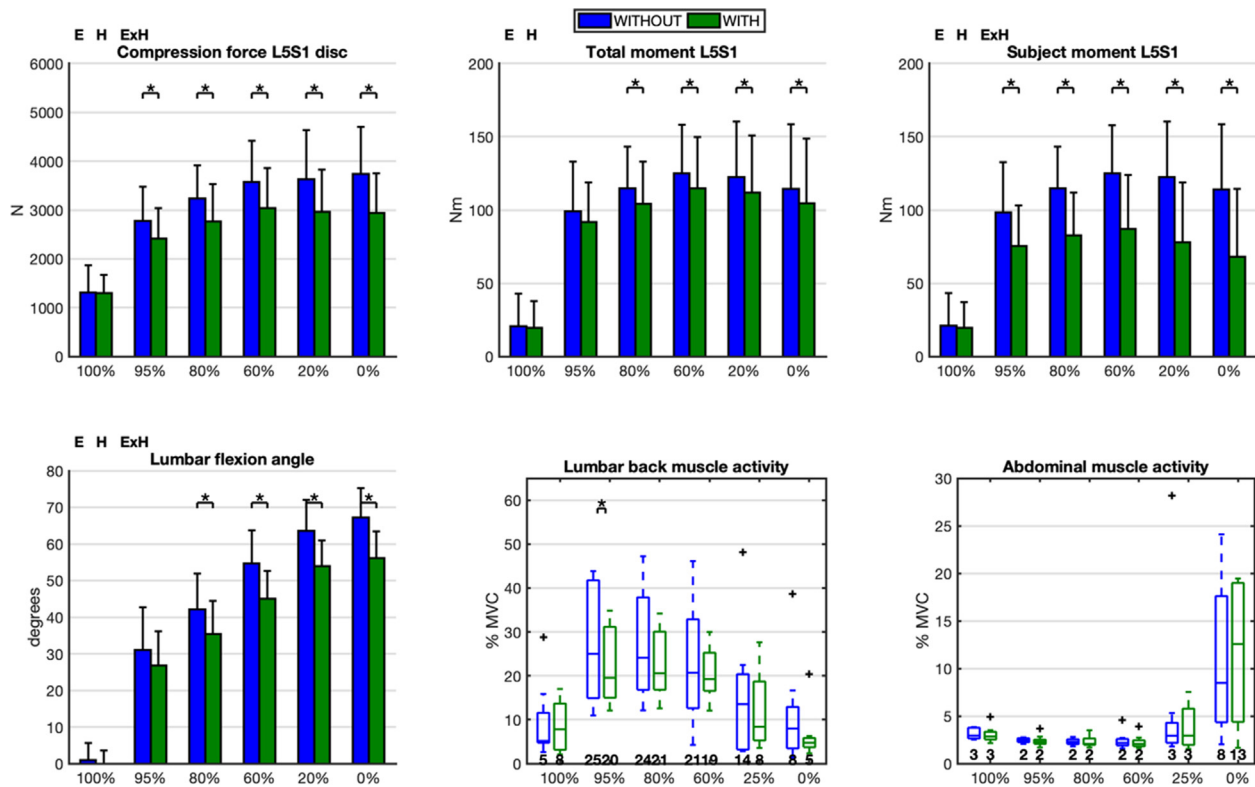 WITHOUT WITH
E H ExH
Compression force L5S1 disc
6000
5000
4000
3000
2000
1000
0
N
* * * * *
100% 95% 80% 60% 20% 0%
E H
Total moment L5S1
200
150
100
50
0
Nm
* * * *
100% 95% 80% 60% 20% 0%
E H ExH
Subject moment L5S1
200
150
100
50
0
Nm
* * * * *
100% 95% 80% 60% 20% 0%
E H ExH
Lumbar flexion angle
80
70
60
50
40
30
20
10
0
degrees
* * * *
100% 95% 80% 60% 20% 0%
Lumbar back muscle activity
60
50
40
30
20
10
0
% MVC
*
5 8 2520 2421 2119 14 8 8 5
100% 95% 80% 60% 25% 0%
Abdominal muscle activity
30
25
20
15
10
5
0
% MVC
3 3 2 2 2 2 2 2 3 3 8 13
100% 95% 80% 60% 25% 0%